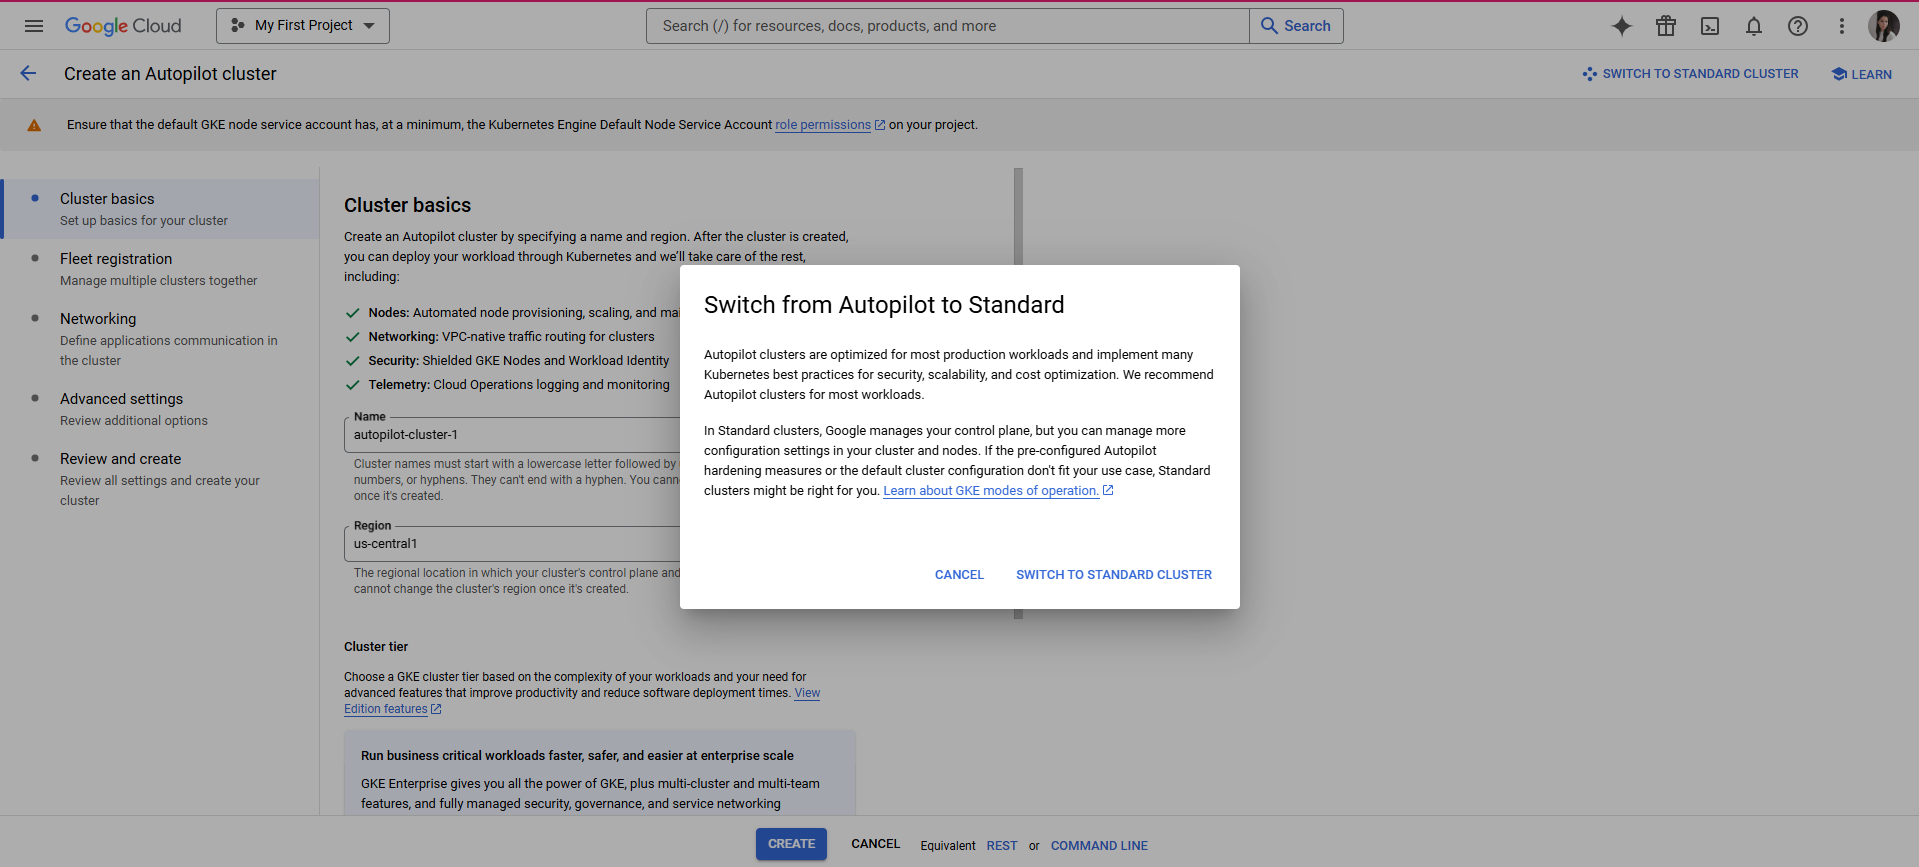 Google Cloud
My First Project
Search (/) for resources, docs, products, and more
Search
Create an Autopilot cluster
SWITCH TO STANDARD CLUSTER
LEARN
Ensure that the default GKE node service account has, at a minimum, the Kubernetes Engine Default Node Service Account role permissions on your project.
Cluster basics
Set up basics for your cluster
Fleet registration
Manage multiple clusters together
Networking
Define applications communication in
the cluster
Advanced settings
Review additional options
Review and create
Review all settings and create your
cluster
Cluster basics
Create an Autopilot cluster by specifying a name and region. After the cluster is created,
you can deploy your workload through Kubernetes and we'll take care of the rest,
including:
Nodes: Automated node provisioning, scaling, and mai
Networking: VPC-native traffic routing for clusters
Security: Shielded GKE Nodes and Workload Identity
Telemetry: Cloud Operations logging and monitoring
Name
autopilot-cluster-1
Cluster names must start with a lowercase letter followed by
numbers, or hyphens. They can't end with a hyphen. You cann
once it's created.
Region
us-central1
The regional location in which your cluster's control plane and
cannot change the cluster's region once it's created.
Cluster tier
Choose a GKE cluster tier based on the complexity of your workloads and your need for
advanced features that improve productivity and reduce software deployment times. View
Edition features
Run business critical workloads faster, safer, and easier at enterprise scale
GKE Enterprise gives you all the power of GKE, plus multi-cluster and multi-team
features, and fully managed security, governance, and service networking
Switch from Autopilot to Standard
Autopilot clusters are optimized for most production workloads and implement many
Kubernetes best practices for security, scalability, and cost optimization. We recommend
Autopilot clusters for most workloads.
In Standard clusters, Google manages your control plane, but you can manage more
configuration settings in your cluster and nodes. If the pre-configured Autopilot
hardening measures or the default cluster configuration don't fit your use case, Standard
clusters might be right for you. Learn about GKE modes of operation.
CANCEL
SWITCH TO STANDARD CLUSTER
CREATE
CANCEL
Equivalent REST or COMMAND LINE